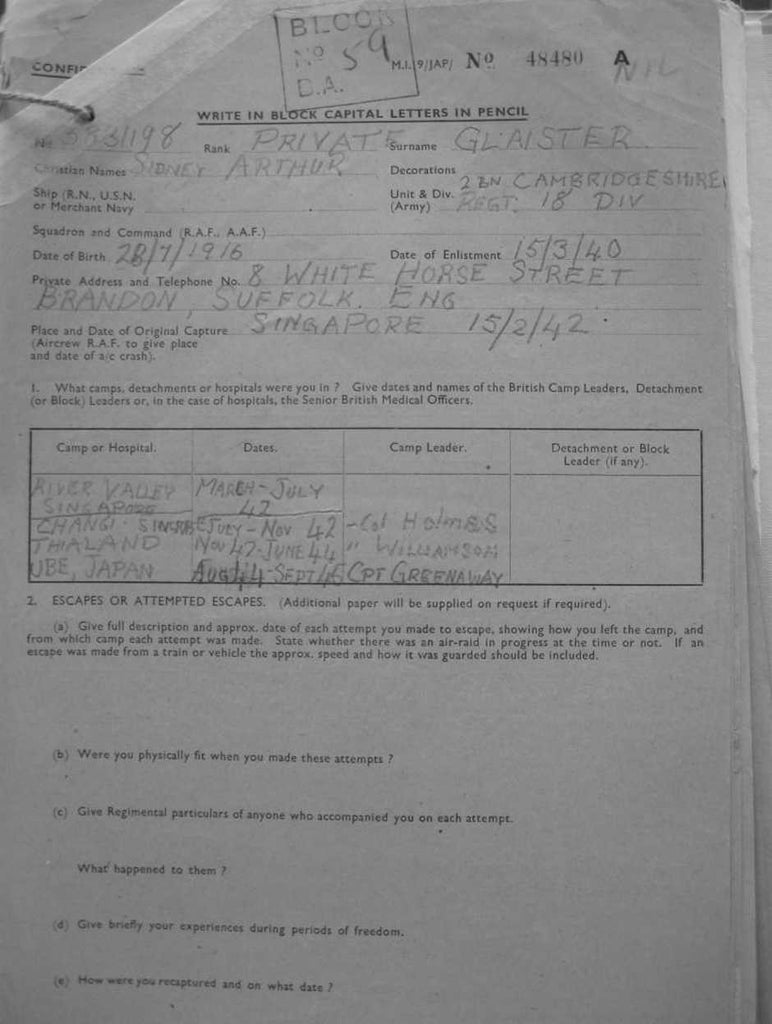 BLOCK
No 59
D.A.
M.I.9/JAP/ No 48480 A
NIL
WRITE IN BLOCK CAPITAL LETTERS IN PENCIL
No. Rank PRIVATE Surname GLAISTER
Christian Names SIDNEY ARTHUR Decorations
Ship (R.N., U.S.N. Unit & Div. 2 BN CAMBRIDGESHIRE
or Merchant Navy (Army) REGT. 18 DIV
Squadron and Command (R.A.F., A.A.F.)
Date of Birth 28/7/1916 Date of Enlistment 15/3/40
Private Address and Telephone No. 8 WHITE HORSE STREET
BRANDON, SUFFOLK. ENG
Place and Date of Original Capture SINGAPORE 15/2/42.
(Aircrew R.A.F. to give place
and date of a/c crash).
1. What camps, detachments or hospitals were you in ? Give dates and names of the British Camp Leaders, Detachment
(or Block) Leaders or, in the case of hospitals, the Senior British Medical Officers.
Camp or Hospital. Dates. Camp Leader. Detachment or Block
Leader (if any).
RIVER VALLEY MARCH-JULY
SINGAPORE 42
CHANGI. JULY-NOV 42 -Col HOLMES
THIALAND NOV 42-JUNE 44 " WILLIAMSON
UBE, JAPAN AUG 44-SEPT 45 CPT GREENAWAY
2. ESCAPES OR ATTEMPTED ESCAPES. (Additional paper will be supplied on request if required).
(a) Give full description and approx. date of each attempt you made to escape, showing how you left the camp, and
from which camp each attempt was made. State whether there was an air-raid in progress at the time or not. If an
escape was made from a train or vehicle the approx. speed and how it was guarded should be included.
(b) Were you physically fit when you made these attempts ?
(c) Give Regimental particulars of anyone who accompanied you on each attempt.
What happened to them ?
(d) Give briefly your experiences during periods of freedom.
(e) How were you recaptured and on what date ?